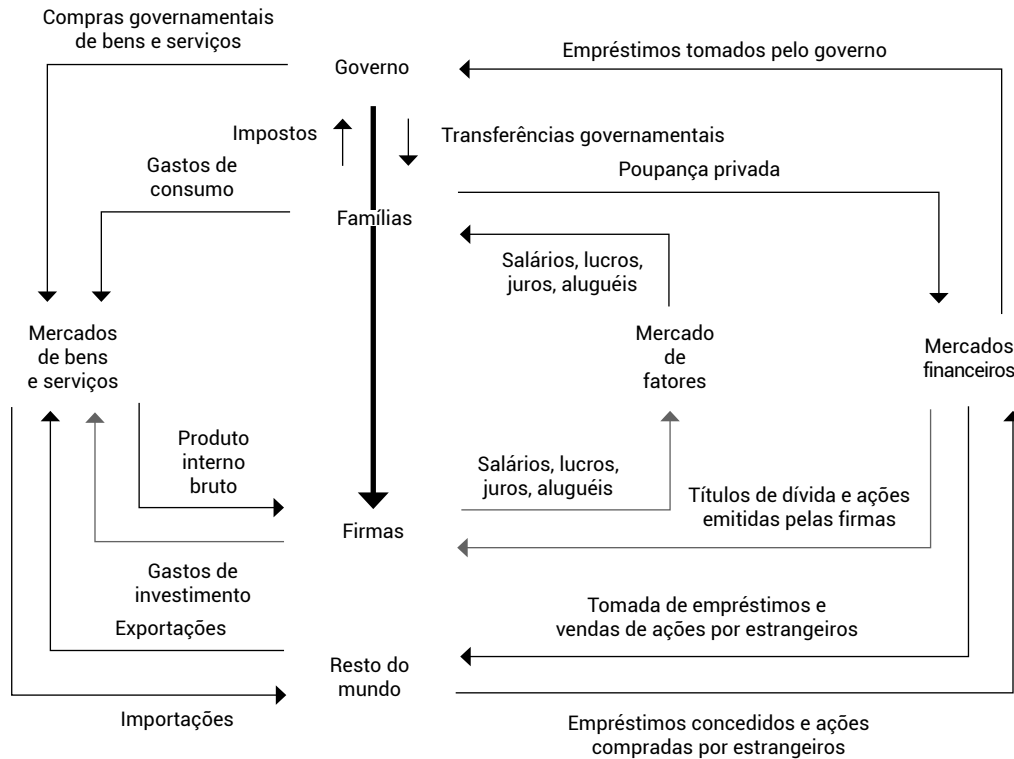 Compras governamentais
de bens e serviços
Governo
Empréstimos tomados pelo governo
Impostos
Transferências governamentais
Gastos de
consumo
Poupança privada
Famílias
Salários, lucros,
juros, aluguéis
Mercados
de bens
e serviços
Mercado
de
fatores
Mercados
financeiros
Produto
interno
bruto
Salários, lucros,
juros, aluguéis
Títulos de dívida e ações
emitidas pelas firmas
Firmas
Gastos de
investimento
Exportações
Tomada de empréstimos e
vendas de ações por estrangeiros
Resto do
mundo
Importações
Empréstimos concedidos e ações
compradas por estrangeiros